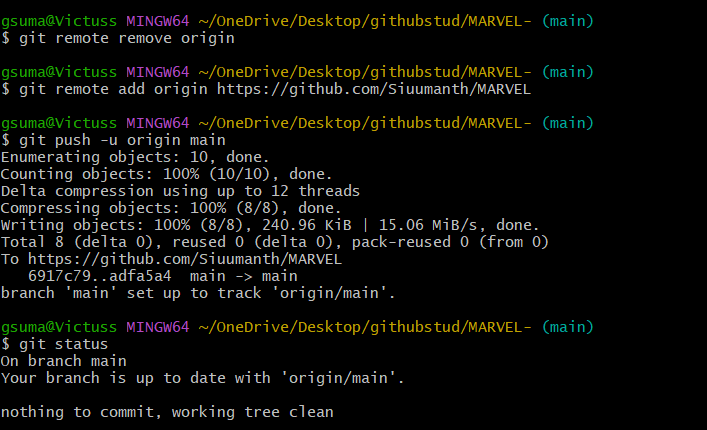 gsuma@Victuss MINGW64 ~/OneDrive/Desktop/githubstud/MARVEL- (main)
$ git remote remove origin
gsuma@Victuss MINGW64 ~/OneDrive/Desktop/githubstud/MARVEL- (main)
$ git remote add origin https://github.com/Siuumanth/MARVEL
gsuma@Victuss MINGW64 ~/OneDrive/Desktop/githubstud/MARVEL- (main)
$ git push -u origin main
Enumerating objects: 10, done.
Counting objects: 100% (10/10), done.
Delta compression using up to 12 threads
Compressing objects: 100% (8/8), done.
Writing objects: 100% (8/8), 240.96 KiB | 15.06 MiB/s, done.
Total 8 (delta 0), reused 0 (delta 0), pack-reused 0 (from 0)
To https://github.com/Siuumanth/MARVEL
   6917c79..adfa5a4  main -> main
branch 'main' set up to track 'origin/main'.
gsuma@Victuss MINGW64 ~/OneDrive/Desktop/githubstud/MARVEL- (main)
$ git status
On branch main
Your branch is up to date with 'origin/main'.
nothing to commit, working tree clean